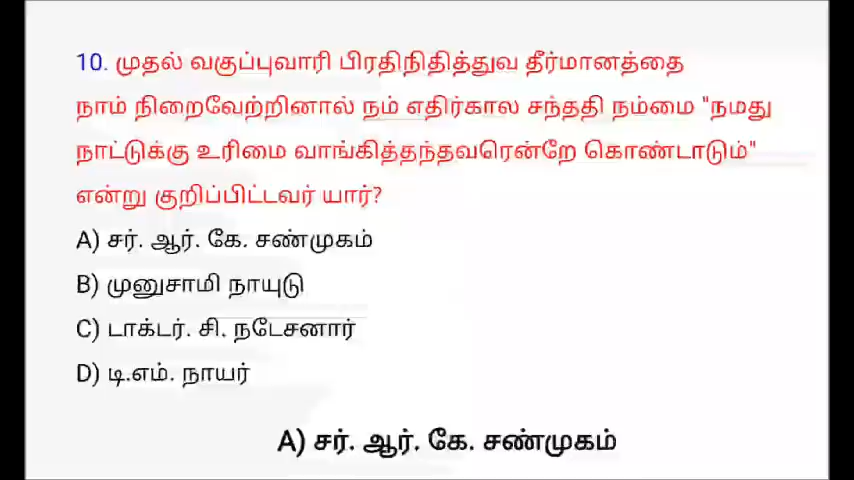 10. முதல் வகுப்புவாரி பிரதிநிதித்துவ தீர்மானத்தை
நாம் நிறைவேற்றினால் நம் எதிர்கால சந்ததி நம்மை "நமது
நாட்டுக்கு உரிமை வாங்கித்தந்தவரென்றே கொண்டாடும்"
என்று குறிப்பிட்டவர் யார்?
A) சர். ஆர். கே. சண்முகம்
B) முனுசாமி நாயுடு
C) டாக்டர். சி. நடேசனார்
D) டி.எம். நாயர்
A) சர். ஆர். கே. சண்முகம்